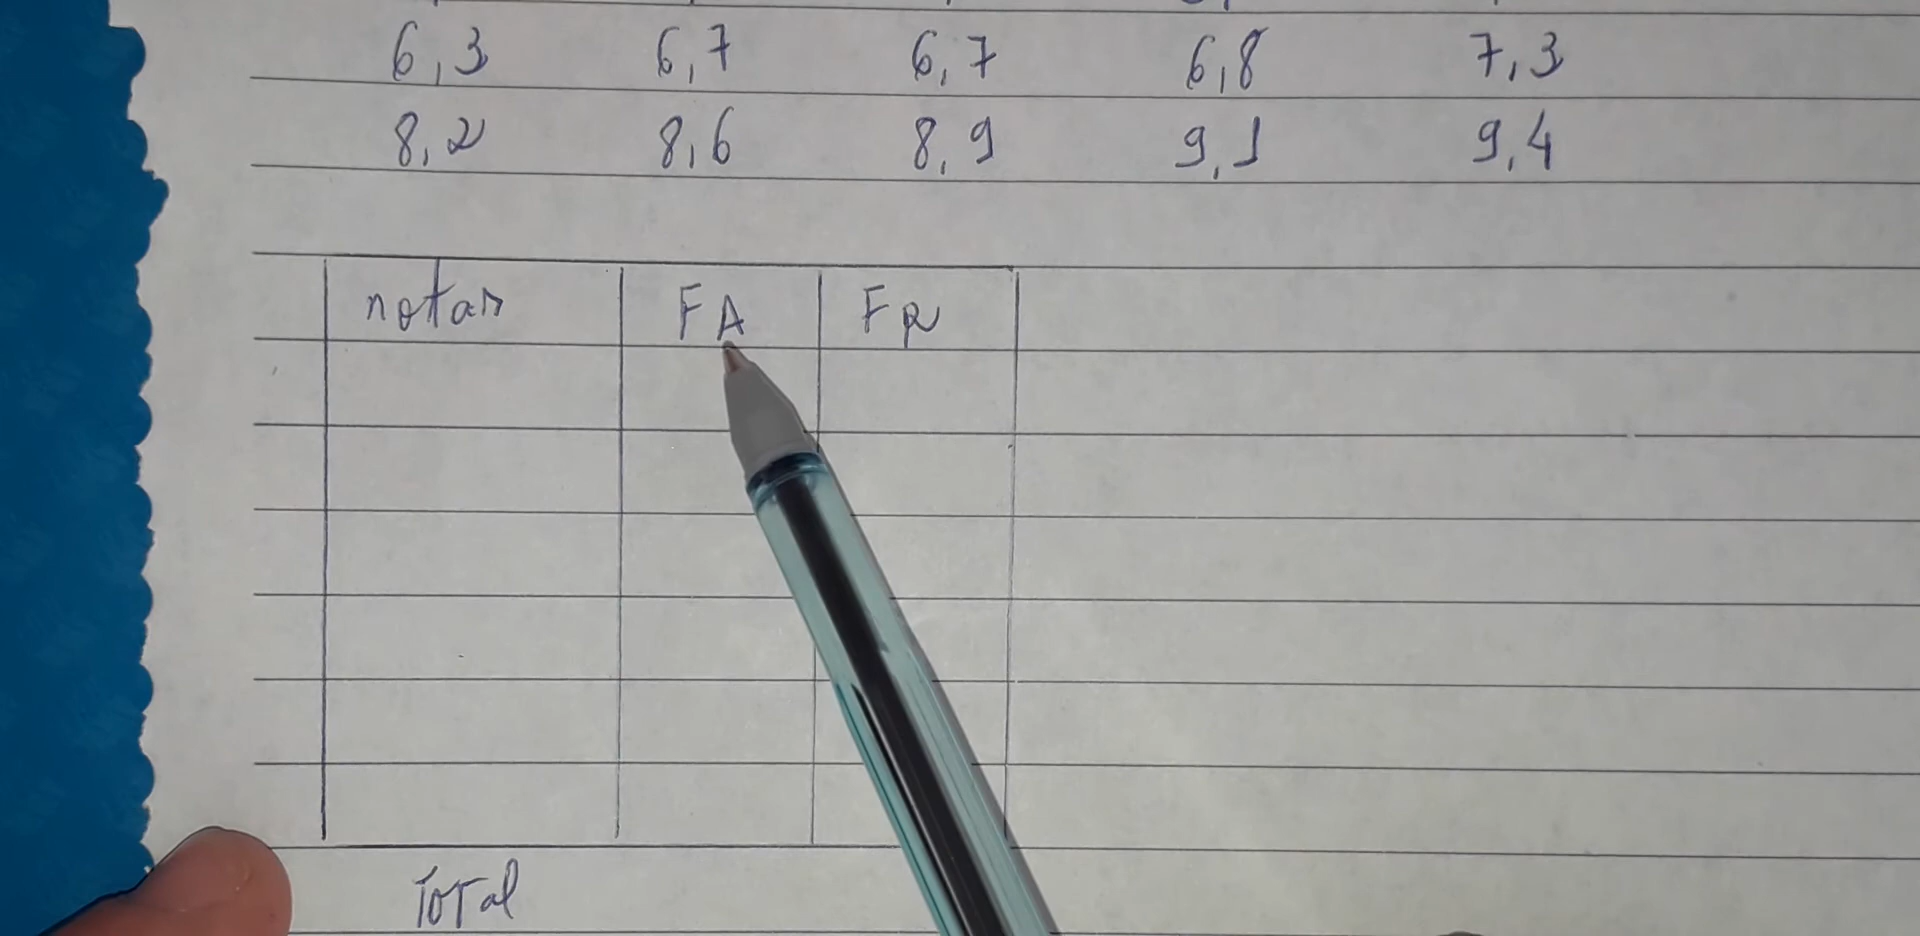 6,3 6,7 6,7 6,8 7,3
8,2 8,6 8,9 9,1 9,4
notas FA FR
Total